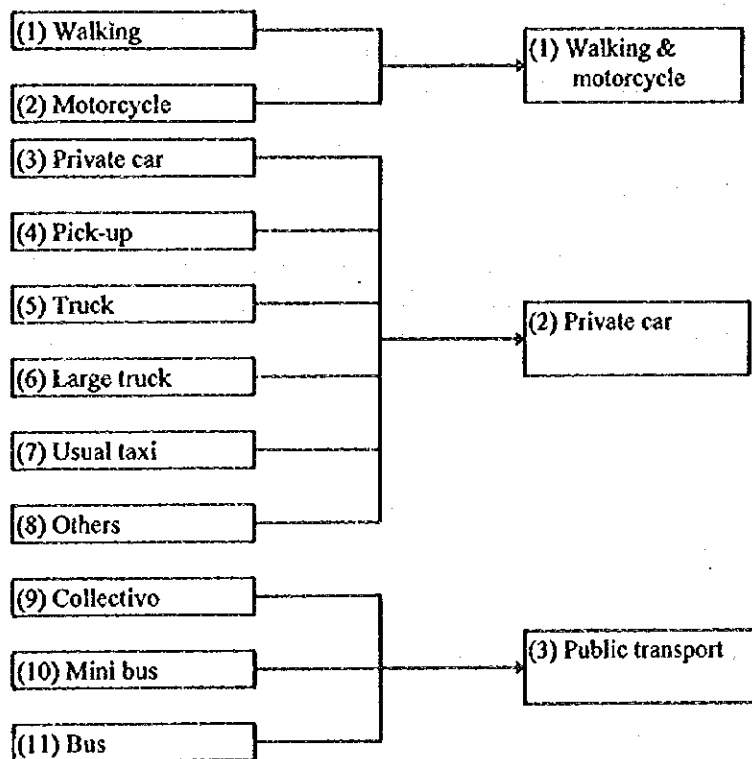 (1) Walking
(2) Motorcycle
(3) Private car
(4) Pick-up
(5) Truck
(6) Large truck
(7) Usual taxi
(8) Others
(9) Collectivo
(10) Mini bus
(11) Bus
(1) Walking &
motorcycle
(2) Private car
(3) Public transport